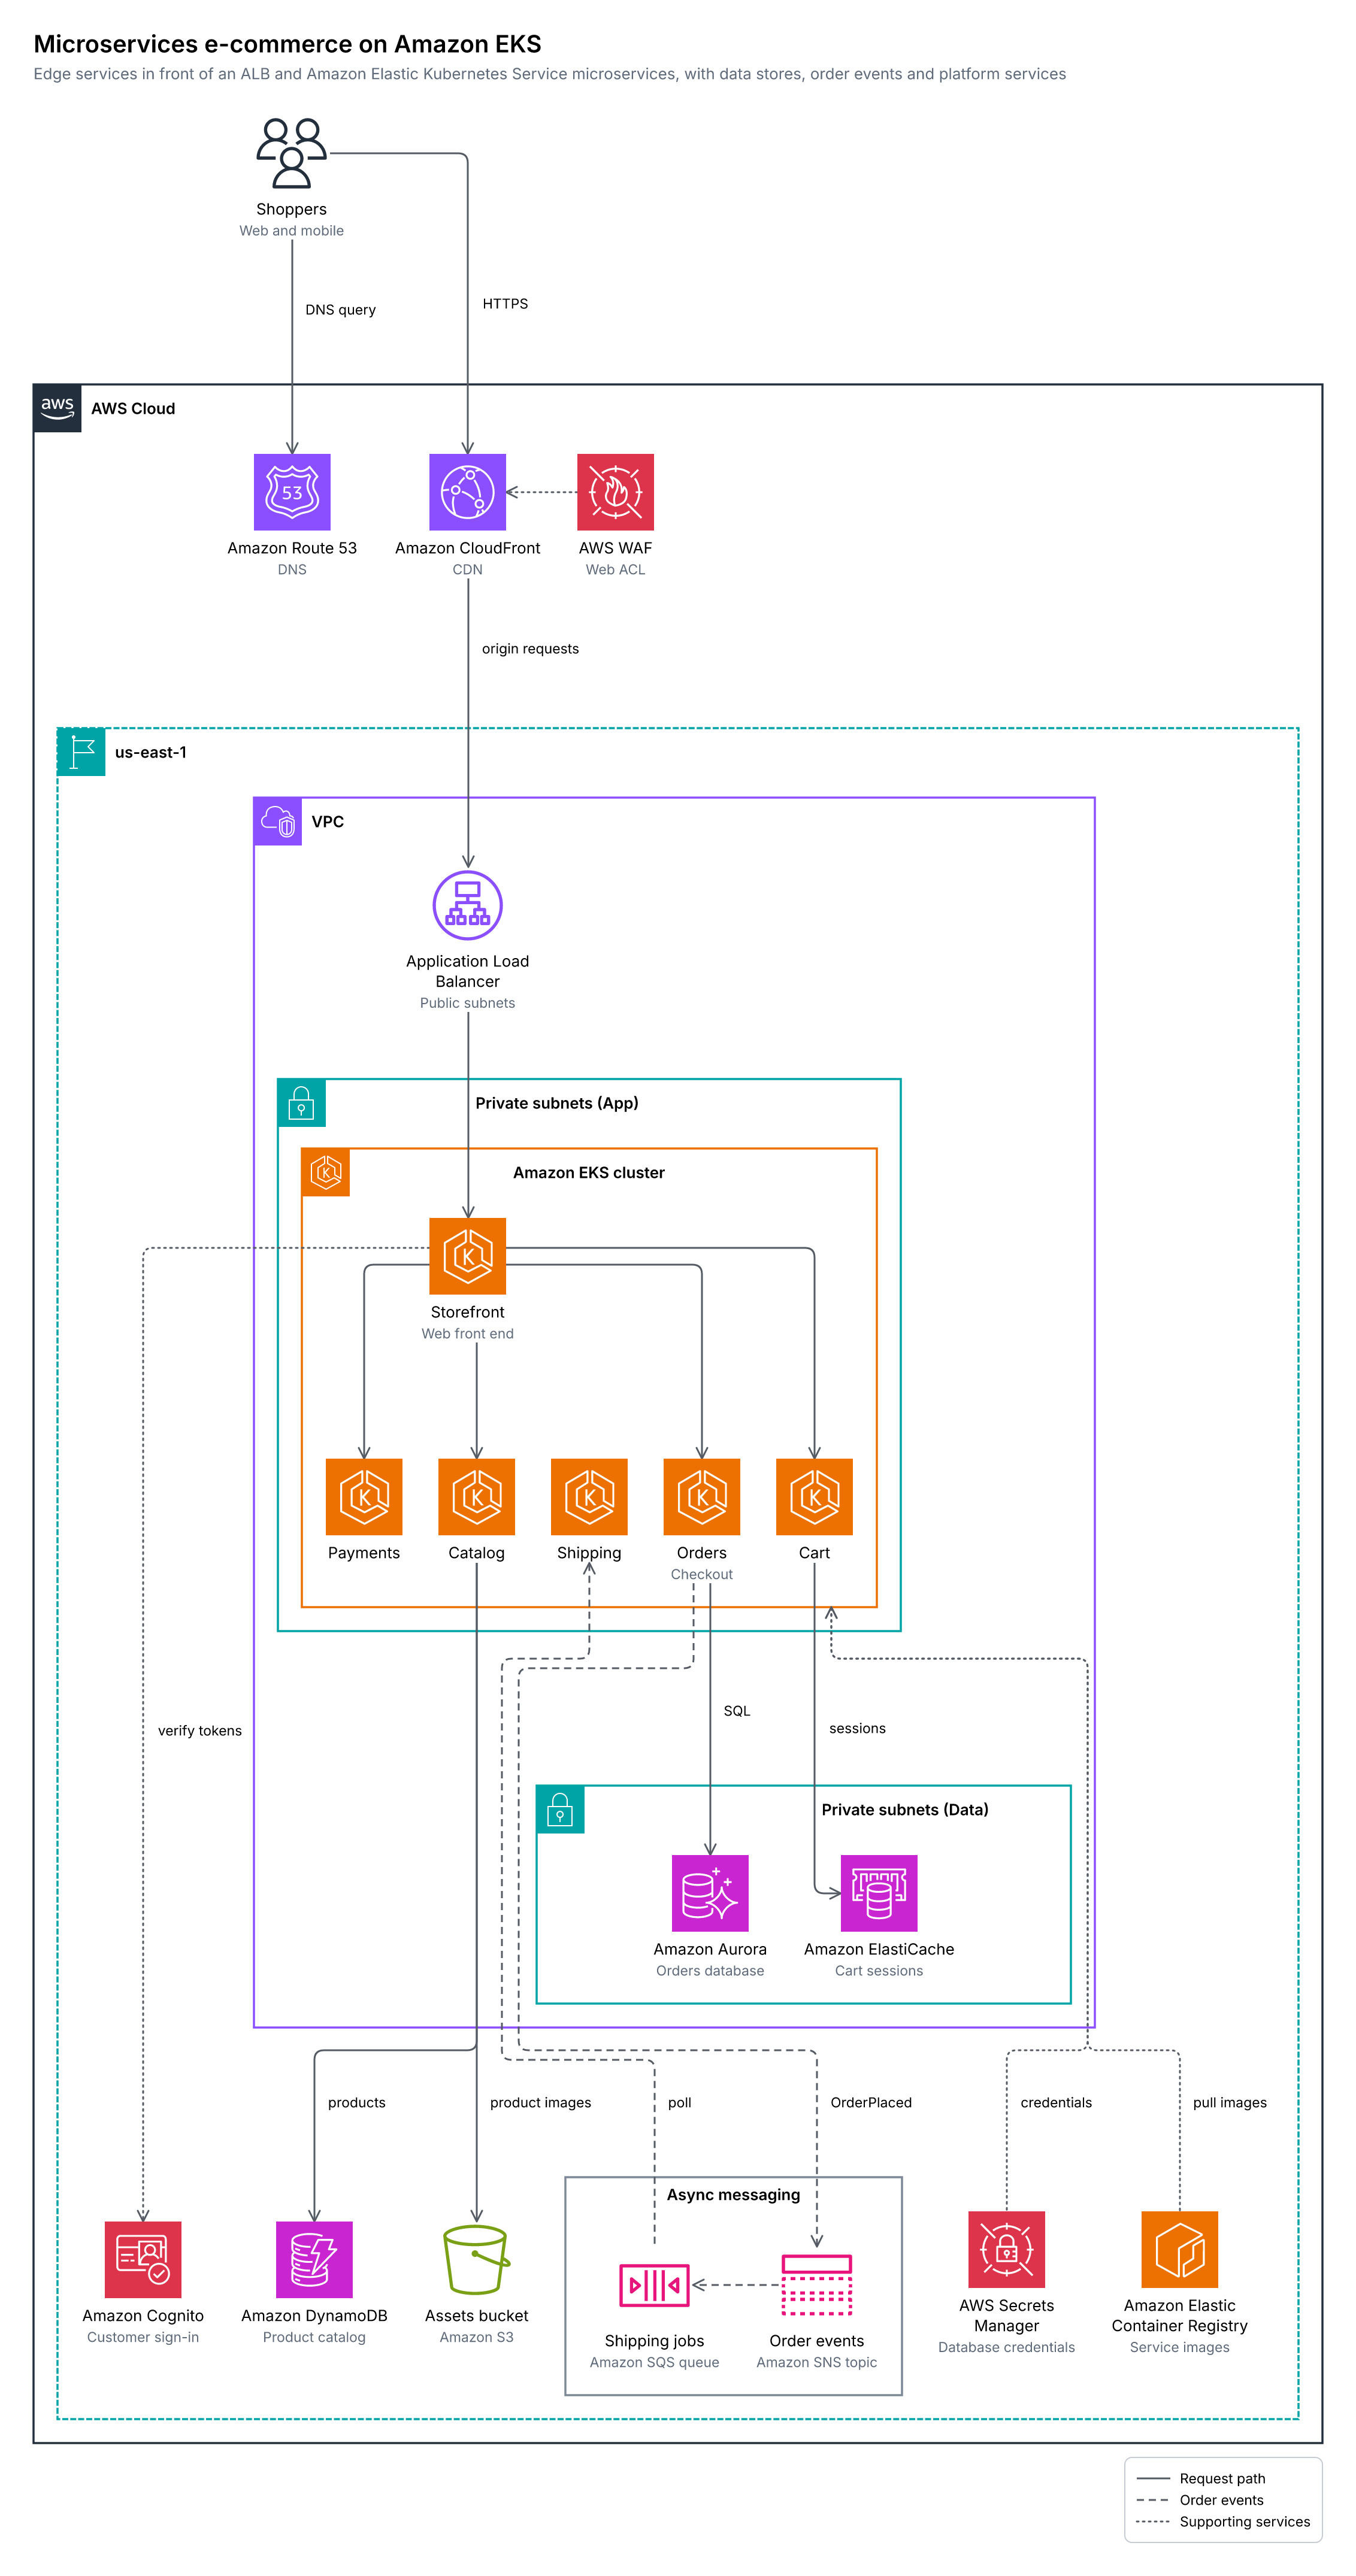 Microservices e-commerce on Amazon EKS
Edge services in front of an ALB and Amazon Elastic Kubernetes Service microservices, with data stores, order events and platform services
Shoppers
Web and mobile
DNS query
HTTPS
aws
AWS Cloud
53
Amazon Route 53
DNS
Amazon CloudFront
CDN
AWS WAF
Web ACL
origin requests
us-east-1
VPC
Application Load
Balancer
Public subnets
Private subnets (App)
K
Amazon EKS cluster
K
Storefront
Web front end
K
K
K
K
K
Payments
Catalog
Shipping
Orders
Checkout
Cart
SQL
sessions
verify tokens
Private subnets (Data)
Amazon Aurora
Orders database
Amazon ElastiCache
Cart sessions
products
product images
poll
OrderPlaced
credentials
pull images
Async messaging
Amazon Cognito
Customer sign-in
Amazon DynamoDB
Product catalog
Assets bucket
Amazon S3
Shipping jobs
Amazon SQS queue
Order events
Amazon SNS topic
AWS Secrets
Manager
Database credentials
Amazon Elastic
Container Registry
Service images
Request path
Order events
Supporting services